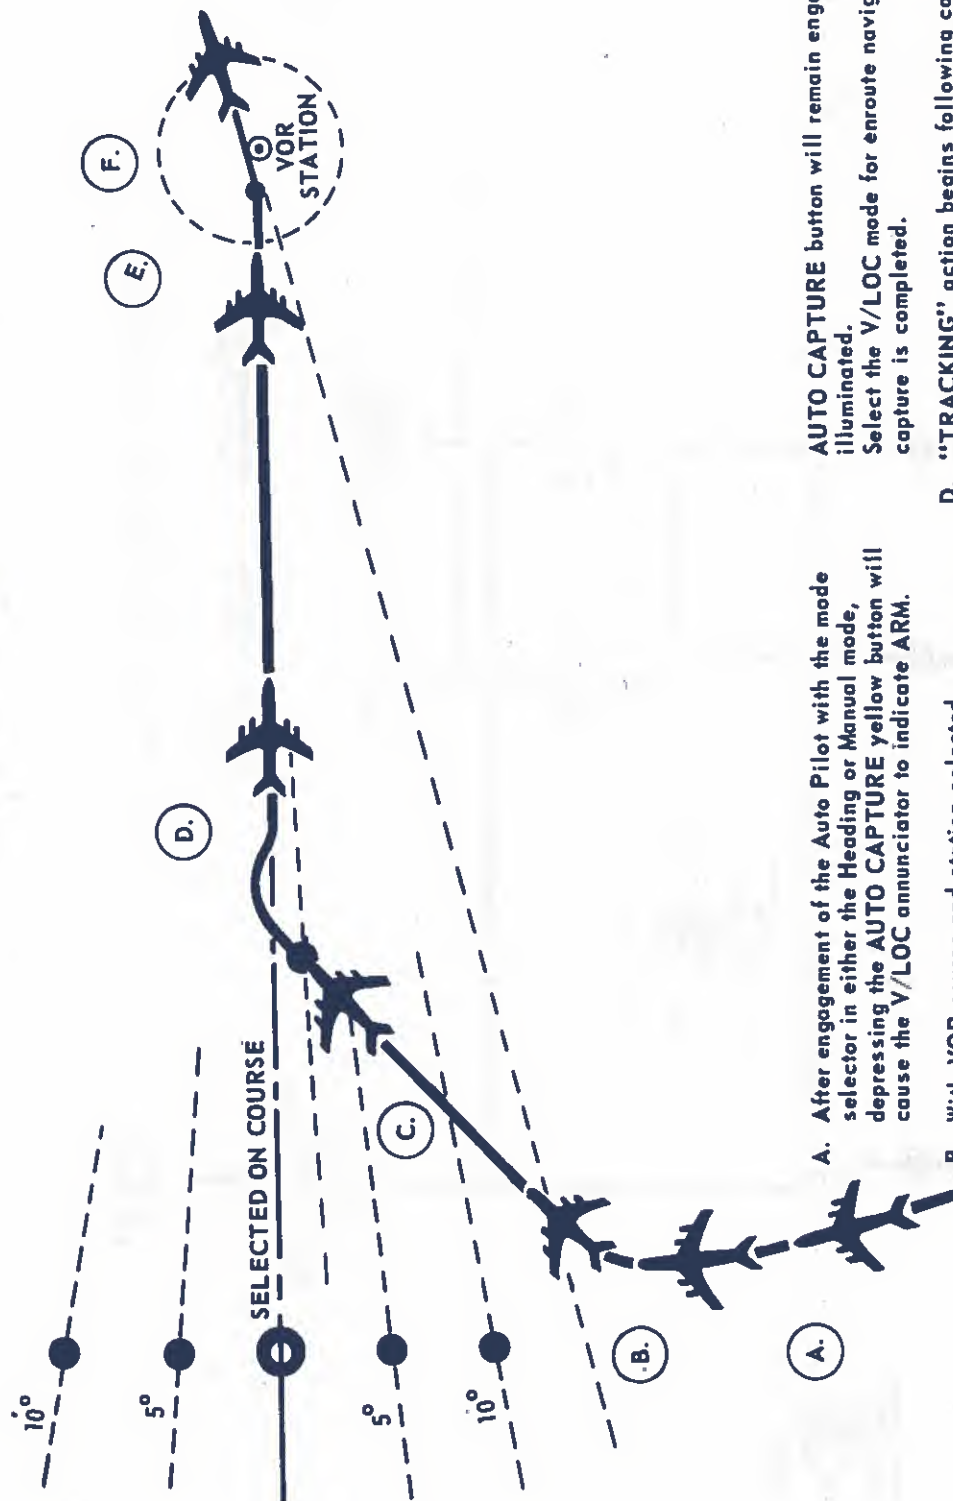 10°
5°
SELECTED ON COURSE
5°
10°
A.
B.
C.
D.
E.
F.
VOR
STATION
A. After engagement of the Auto Pilot with the mode
selector in either the Heading or Manual mode,
depressing the AUTO CAPTURE yellow button will
cause the V/LOC annunciator to indicate ARM.
AUTO CAPTURE button will remain
illuminated.
Select the V/LOC mode for enroute
capture is completed.
D. "TRACKING" action begins following